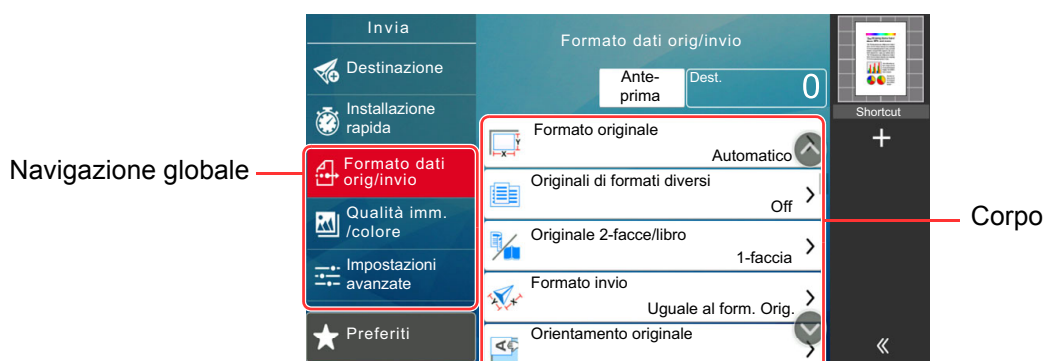 Invia
Destinazione
Installazione
rapida
Formato dati
orig/invio
Qualità imm.
/colore
Impostazioni
avanzate
Preferiti
Navigazione globale
Formato dati orig/invio
Ante-
prima
Dest.
0
Formato originale
Automatico
Originali di formati diversi
Off
Originale 2-facce/libro
1-faccia
Formato invio
Uguale al form. Orig.
Orientamento originale
Shortcut
Corpo